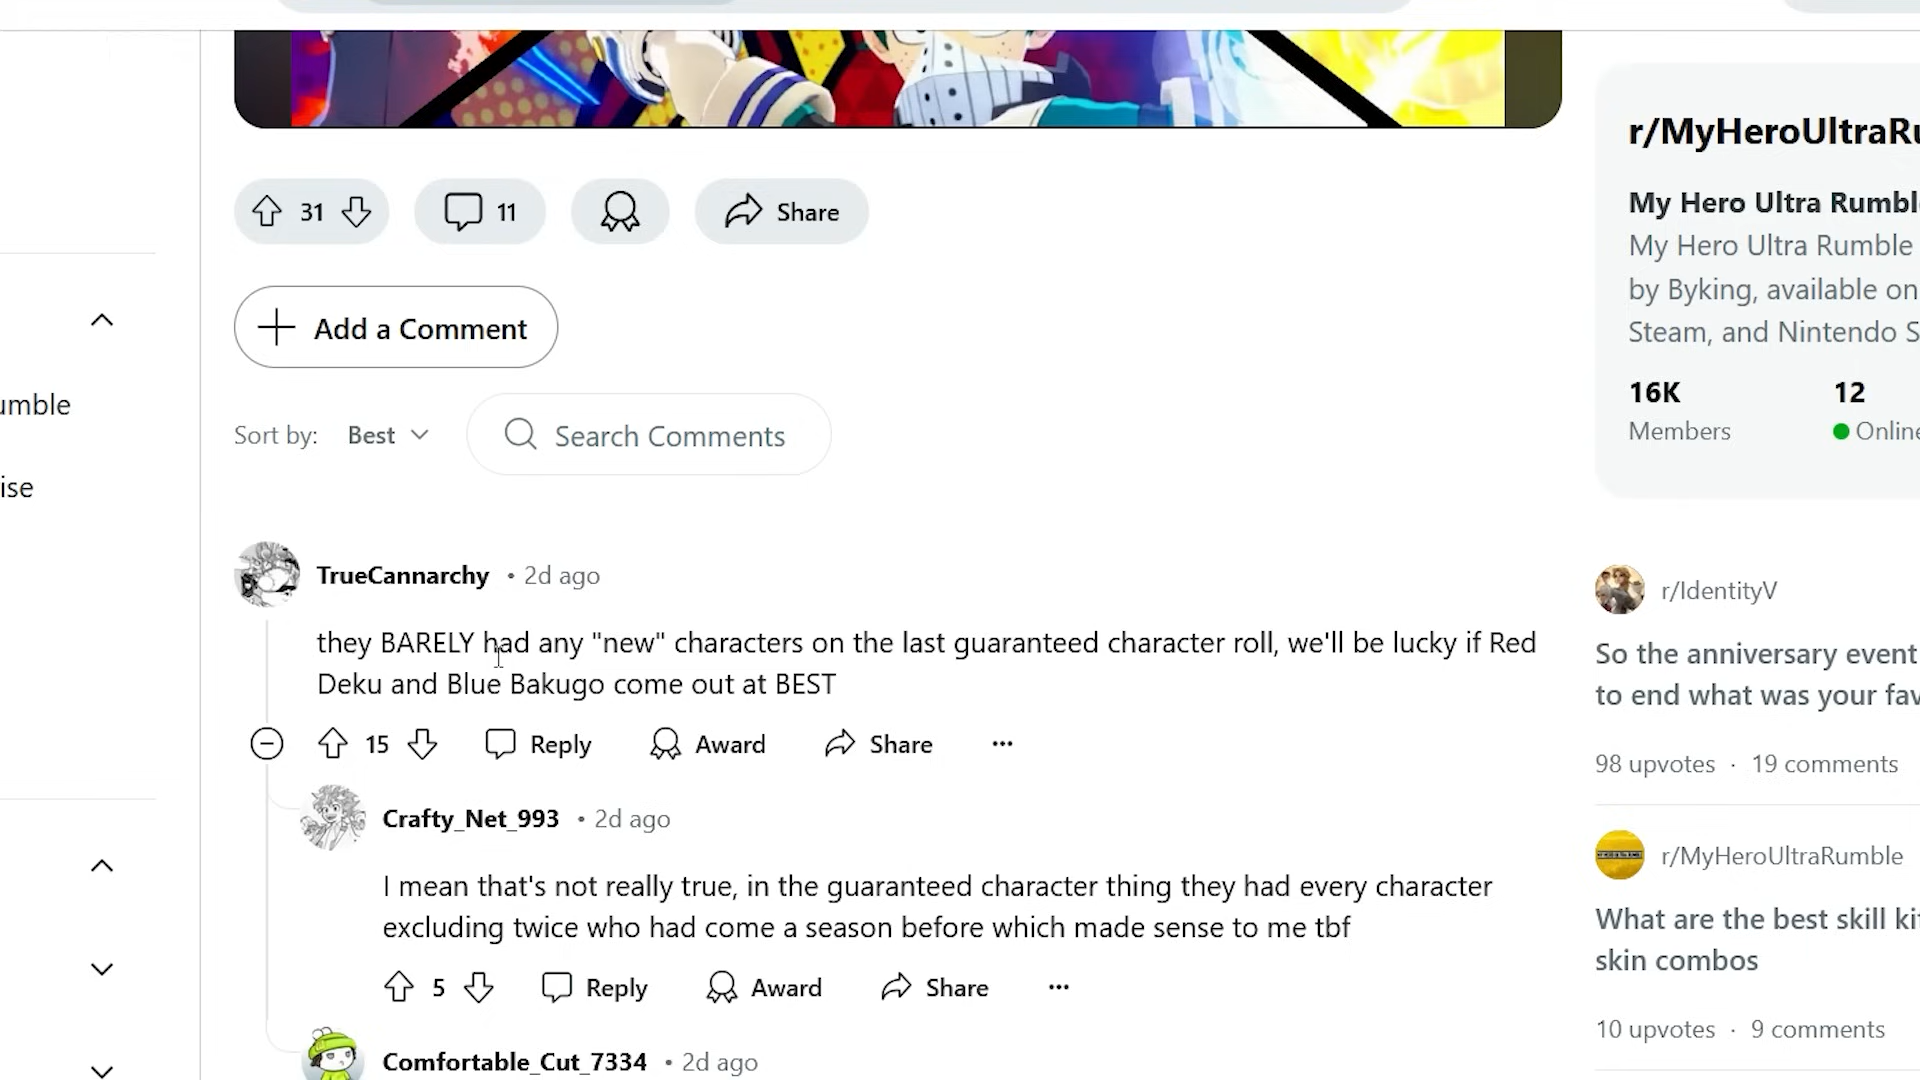 31
11
Share
Add a Comment
Sort by:
Best
Search Comments
TrueCannarchy
• 2d ago
they BARELY had any "new" characters on the last guaranteed character roll, we'll be lucky if Red
Deku and Blue Bakugo come out at BEST
15
Reply
Award
Share
Crafty_Net_993
• 2d ago
I mean that's not really true, in the guaranteed character thing they had every character
excluding twice who had come a season before which made sense to me tbf
5
Reply
Award
Share
Comfortable_Cut_7334
• 2d ago
umble
ise
r/MyHeroUltraRu
My Hero Ultra Rumble
My Hero Ultra Rumble
by Byking, available on
Steam, and Nintendo S
16K
12
Members
Online
r/IdentityV
So the anniversary event
to end what was your fav
98 upvotes · 19 comments
r/MyHeroUltraRumble
What are the best skill ki
skin combos
10 upvotes · 9 comments